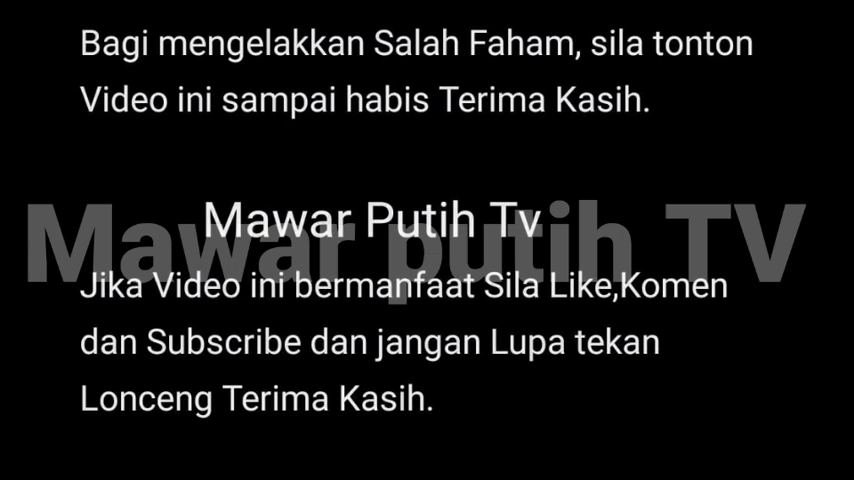 Bagi mengelakkan Salah Faham, sila tonton
Video ini sampai habis Terima Kasih.
Mawar Putih Tv
Mawar putih TV
Jika Video ini bermanfaat Sila Like,Komen
dan Subscribe dan jangan Lupa tekan
Lonceng Terima Kasih.